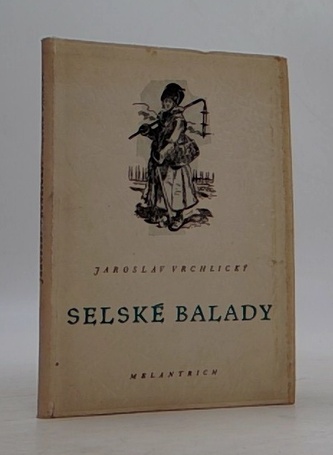 JAROSLAV VRCHLICKÝ
SELSKÉ BALADY
MELANTRICH